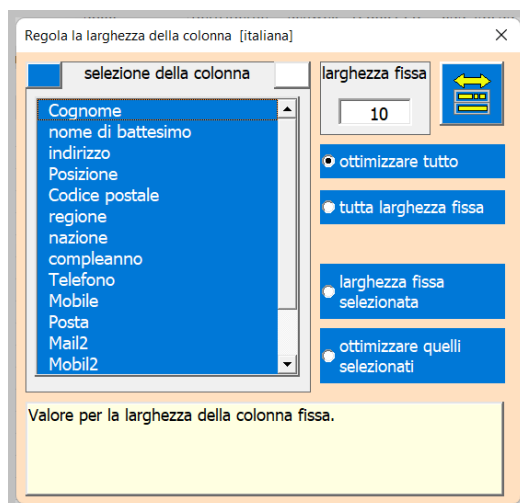 Regola la larghezza della colonna [italiana]
selezione della colonna
larghezza fissa
10
Cognome
nome di battesimo
indirizzo
Posizione
Codice postale
regione
nazione
compleanno
Telefono
Mobile
Posta
Mail2
Mobil2
ottimizzare tutto
tutta larghezza fissa
larghezza fissa
selezionata
ottimizzare quelli
selezionati
Valore per la larghezza della colonna fissa.